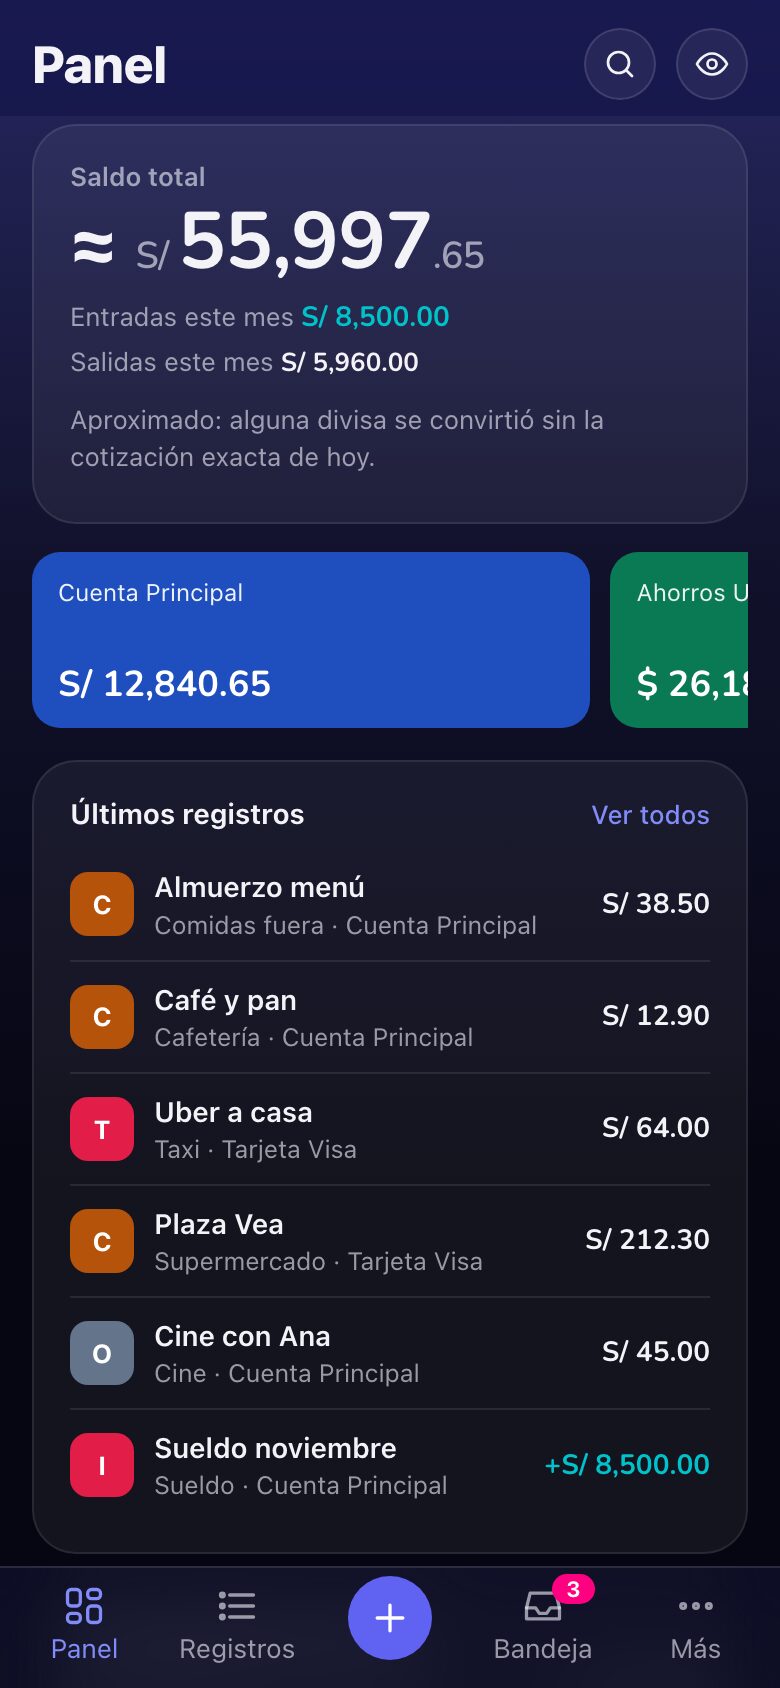 Panel
Saldo total
≈ S/ 55,997.65
Entradas este mes S/ 8,500.00
Salidas este mes S/ 5,960.00
Aproximado: alguna divisa se convirtió sin la
cotización exacta de hoy.
Cuenta Principal
S/ 12,840.65
Ahorros U
$ 26,18
Últimos registros
Ver todos
C
Almuerzo menú
Comidas fuera · Cuenta Principal
S/ 38.50
C
Café y pan
Cafetería · Cuenta Principal
S/ 12.90
T
Uber a casa
Taxi · Tarjeta Visa
S/ 64.00
C
Plaza Vea
Supermercado · Tarjeta Visa
S/ 212.30
O
Cine con Ana
Cine · Cuenta Principal
S/ 45.00
I
Sueldo noviembre
Sueldo · Cuenta Principal
+S/ 8,500.00
3
Panel
Registros
Bandeja
Más